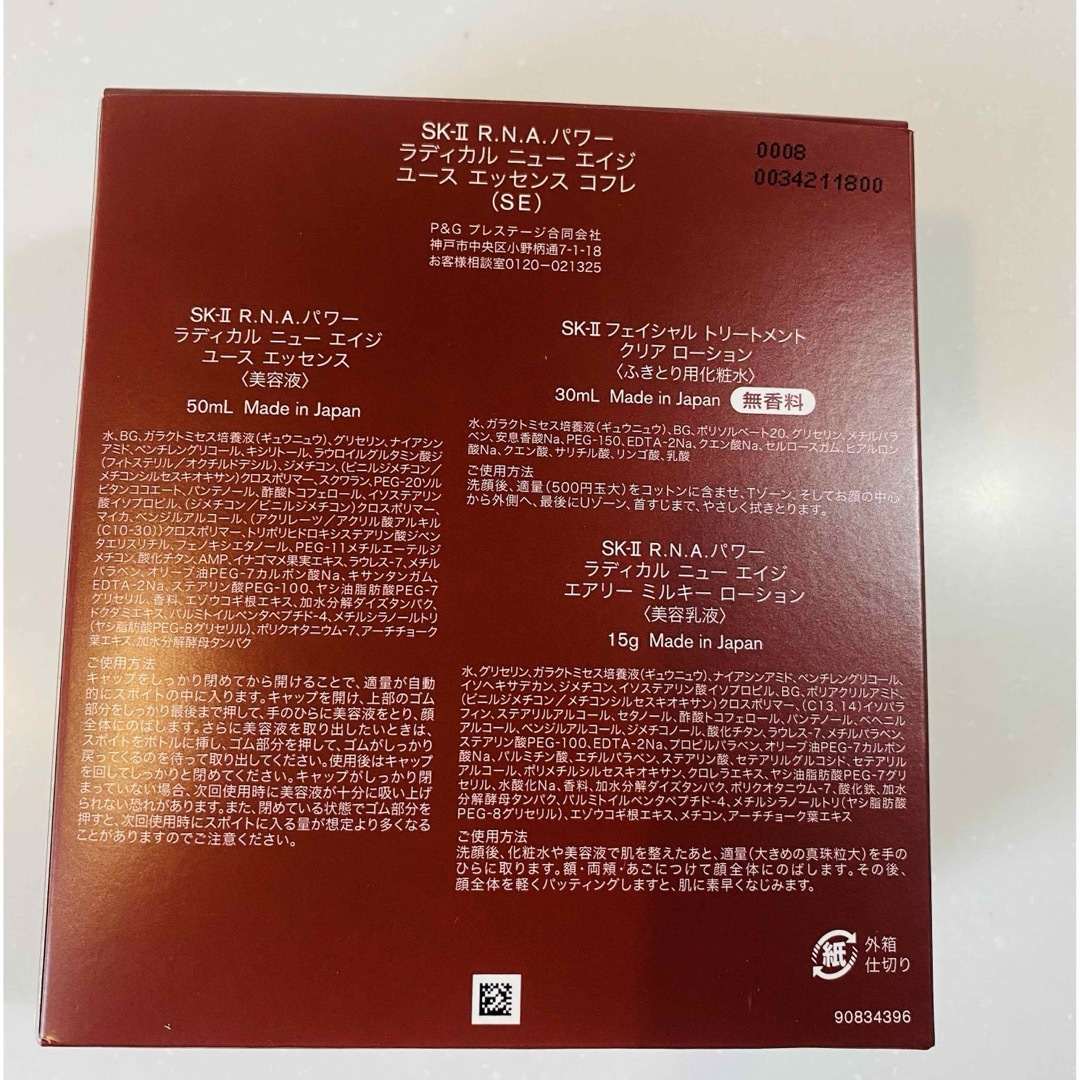 SK-II R.N.A.パワー
ラディカル ニュー エイジ
ユース エッセンス コフレ
(SE)
0008
0034211800
P&G プレステージ合同会社
神戸市中央区小野柄通7-1-18
お客様相談室0120-021325
SK-II R.N.A.パワー
ラディカル ニュー エイジ
ユース エッセンス
〈美容液〉
50mL Made in Japan
水、BG、ガラクトミセス培養液(ギュウニュウ)、グリセリン、ナイアシン
アミド、ペンチレングリコール、キシリトール、ラウロイルグルタミン酸ジ
(フィトステリル/オクチルドデシル)、ジメチコン、(ビニルジメチコン/
メチコンシルセスキオキサン)クロスポリマー、スクワラン、PEG-20ソル
ビタンココエート、パンテノール、酢酸トコフェロール、イソステアリン
酸イソプロピル、(ジメチコン/ビニルジメチコン)クロスポリマー、
マイカ、ベンジルアルコール、(アクリレーツ/アクリル酸アルキル
(C10-30))クロスポリマー、トリポリヒドロキシステアリン酸ジペン
タエリスリチル、フェノキシエタノール、PEG-11メチルエーテルジ
メチコン、酸化チタン、AMP、イナゴマメ果実エキス、ラウレス-7、メチル
パラベン、オリーブ油PEG-7カルボン酸Na、キサンタンガム、
EDTA-2Na、ステアリン酸PEG-100、ヤシ油脂肪酸PEG-7
グリセリル、香料、エゾウコギ根エキス、加水分解ダイズタンパク、
ドクダミエキス、パルミトイルペンタペプチド-4、メチルシラノールトリ
(ヤシ脂肪酸PEG-8グリセリル)、ポリクオタニウム-7、アーチチョーク
葉エキス、加水分解酵母タンパク
ご使用方法
キャップをしっかり閉めてから開けることで、適量が自動
的にスポイトの中に入ります。キャップを開け、上部のゴム
部分をしっかり最後まで押して、手のひらに美容液をとり、顔
全体にのばします。さらに美容液を取り出したいときは、
スポイトをボトルに挿し、ゴム部分を押して、ゴムがしっかり
戻ってくるのを待って取り出してください。使用後はキャップ
を回してしっかりと閉めてください。キャップがしっかり閉
まっていない場合、次回使用時に美容液が十分に吸い上げ
られない恐れがあります。また、閉めている状態でゴム部分を
押すと、次回使用時にスポイトに入る量が想定より多くなる
ことがありますのでご注意ください。
SK-II フェイシャル トリートメント
クリア ローション
〈ふきとり用化粧水〉
30mL Made in Japan 無香料
水、ガラクトミセス培養液(ギュウニュウ)、BG、ポリソルベート20、グリセリン、メチルパラ
ベン、安息香酸Na、PEG-150、EDTA-2Na、クエン酸Na、セルロースガム、ヒアルロン
酸Na、クエン酸、サリチル酸、リンゴ酸、乳酸
ご使用方法
洗顔後、適量(500円玉大)をコットンに含ませ、Tゾーン、そしてお顔の中心
から外側へ、最後にUゾーン、首すじまで、やさしく拭きとります。
SK-II R.N.A.パワー
ラディカル ニュー エイジ
エアリー ミルキー ローション
〈美容乳液〉
15g Made in Japan
水、グリセリン、ガラクトミセス培養液(ギュウニュウ)、ナイアシンアミド、ペンチレングリコール、
イソヘキサデカン、ジメチコン、イソステアリン酸イソプロピル、BG、ポリアクリルアミド、
(ビニルジメチコン/メチコンシルセスキオキサン)クロスポリマー、(C13,14)イソパラ
フィン、ステアリルアルコール、セタノール、酢酸トコフェロール、パンテノール、ベヘニル
アルコール、ベンジルアルコール、ジメチコノール、酸化チタン、ラウレス-7、メチルパラベン、
ステアリン酸PEG-100、EDTA-2Na、プロピルパラベン、オリーブ油PEG-7カルボン
酸Na、パルミチン酸、エチルパラベン、ステアリン酸、セテアリルグルコシド、セテアリル
アルコール、ポリメチルシルセスキオキサン、クロレラエキス、ヤシ油脂肪酸PEG-7グリ
セリル、水酸化Na、香料、加水分解ダイズタンパク、ポリクオタニウム-7、酸化鉄、加水
分解酵母タンパク、パルミトイルペンタペプチド-4、メチルシラノールトリ(ヤシ脂肪酸
PEG-8グリセリル)、エゾウコギ根エキス、メチコン、アーチチョーク葉エキス
ご使用方法
洗顔後、化粧水や美容液で肌を整えたあと、適量(大きめの真珠粒大)を手の
ひらに取ります。額・両頬・あごにつけて顔全体にのばします。その後、
顔全体を軽くパッティングしますと、肌に素早くなじみます。
紙
外箱
仕切り
90834396